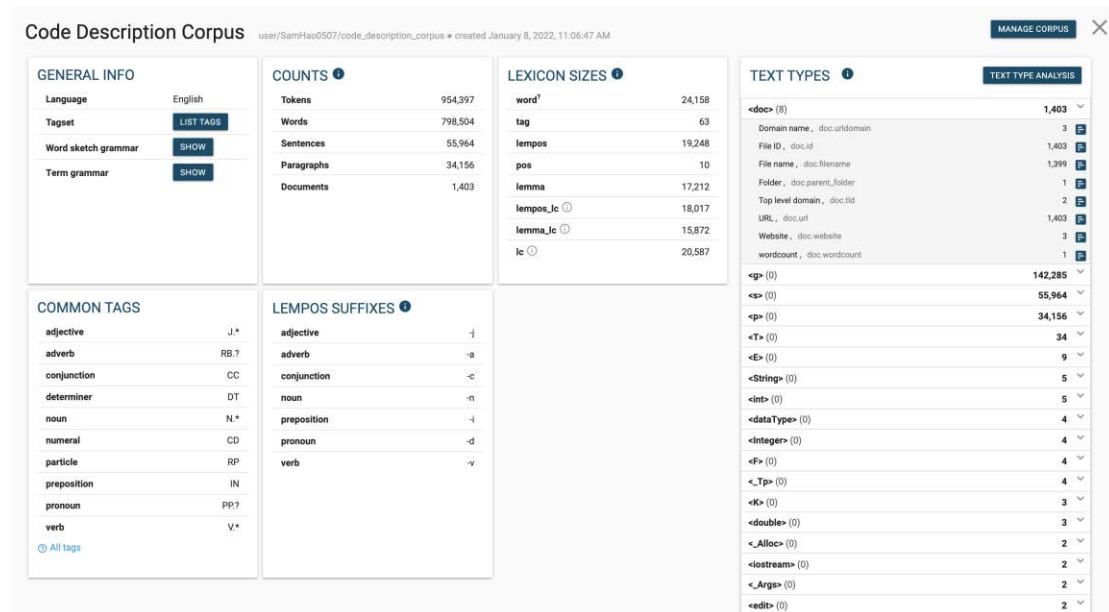 Code Description Corpus user/SamHao0507/code_description_corpus • created January 8, 2022, 11:06:47 AM
MANAGE CORPUS
GENERAL INFO
Language English
Tagset LIST TAGS
Word sketch grammar SHOW
Term grammar SHOW
COUNTS
Tokens 954,397
Words 798,504
Sentences 55,964
Paragraphs 34,156
Documents 1,403
LEXICON SIZES
word? 24,158
tag 63
lempos 19,248
pos 10
lemma 17,212
lempos_lc 18,017
lemma_lc 15,872
lc 20,587
COMMON TAGS
adjective J.*
adverb RB.?
conjunction CC
determiner DT
noun N.*
numeral CD
particle RP
preposition IN
pronoun PP.?
verb V.*
All tags
LEMPOS SUFFIXES
adjective -j
adverb -a
conjunction -c
noun -n
preposition -i
pronoun -d
verb -v
TEXT TYPES
TEXT TYPE ANALYSIS
<doc> (8) 1,403
Domain name, doc.urldomain 3
File ID, doc.id 1,403
File name, doc.filename 1,399
Folder, doc.parent_folder 1
Top level domain, doc.tld 2
URL, doc.url 1,403
Website, doc.website 3
wordcount, doc.wordcount 1
<g> (0) 142,285
<s> (0) 55,964
<p> (0) 34,156
<T> (0) 34
<E> (0) 9
<String> (0) 5
<int> (0) 5
<dataType> (0) 4
<Integer> (0) 4
<F> (0) 4
<_Tp> (0) 4
<K> (0) 3
<double> (0) 3
<_Alloc> (0) 2
<iostream> (0) 2
<_Args> (0) 2
<edit> (0) 2